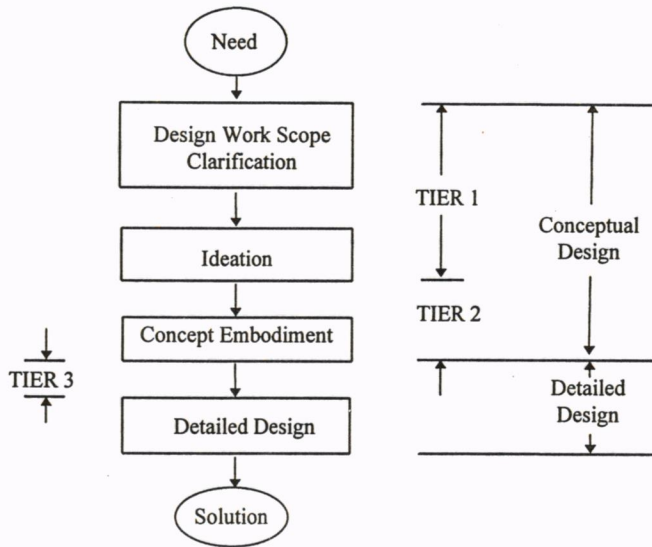 Need
Design Work Scope
Clarification
TIER 1
Conceptual
Design
Ideation
TIER 2
Concept Embodiment
TIER 3
Detailed
Design
Detailed Design
Solution